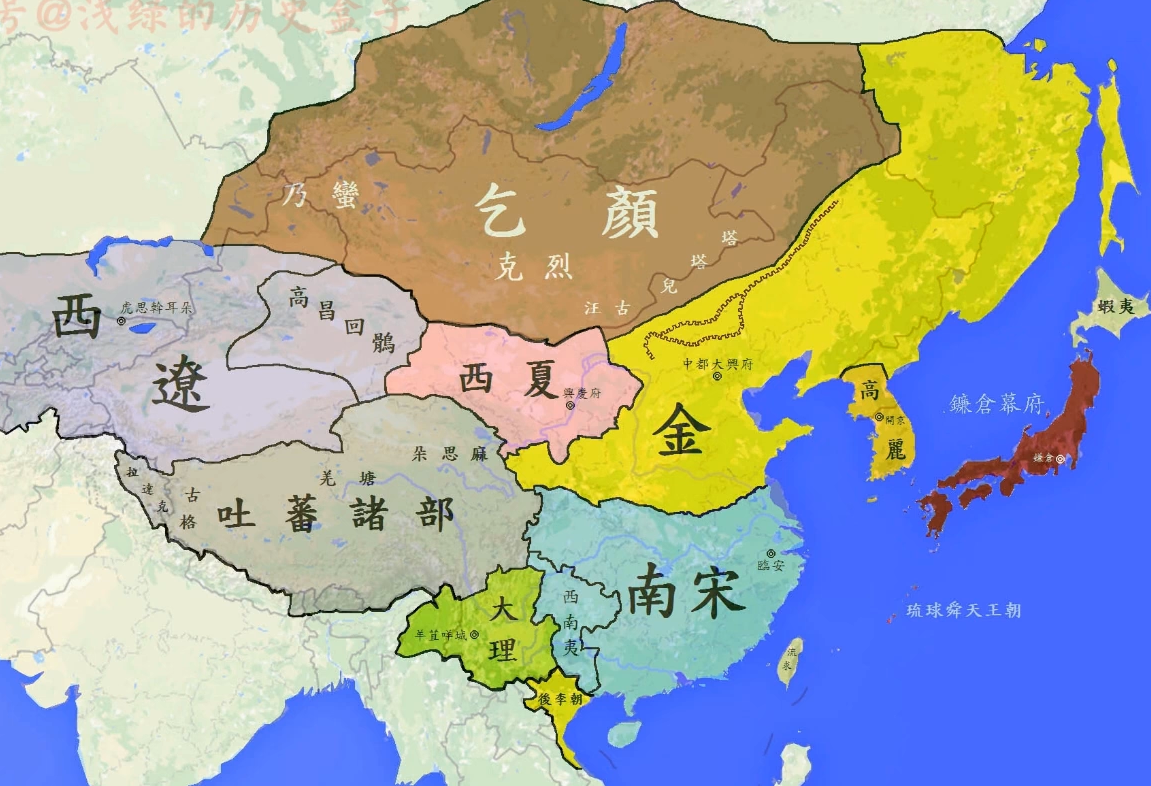 号@浅绿的历史盒子
乃蠻
乞顏
克烈
塔塔兒
汪古
高昌回鶻
虎思斡耳朵
西遼
西夏
興慶府
中都大興府
金
高麗
開京
蝦夷
鎌倉幕府
鎌倉
朵思麻
羌塘
拉達克
古格
吐蕃諸部
南宋
臨安
西南夷
大理
羊苴咩城
後李朝
琉球舜天王朝
流求